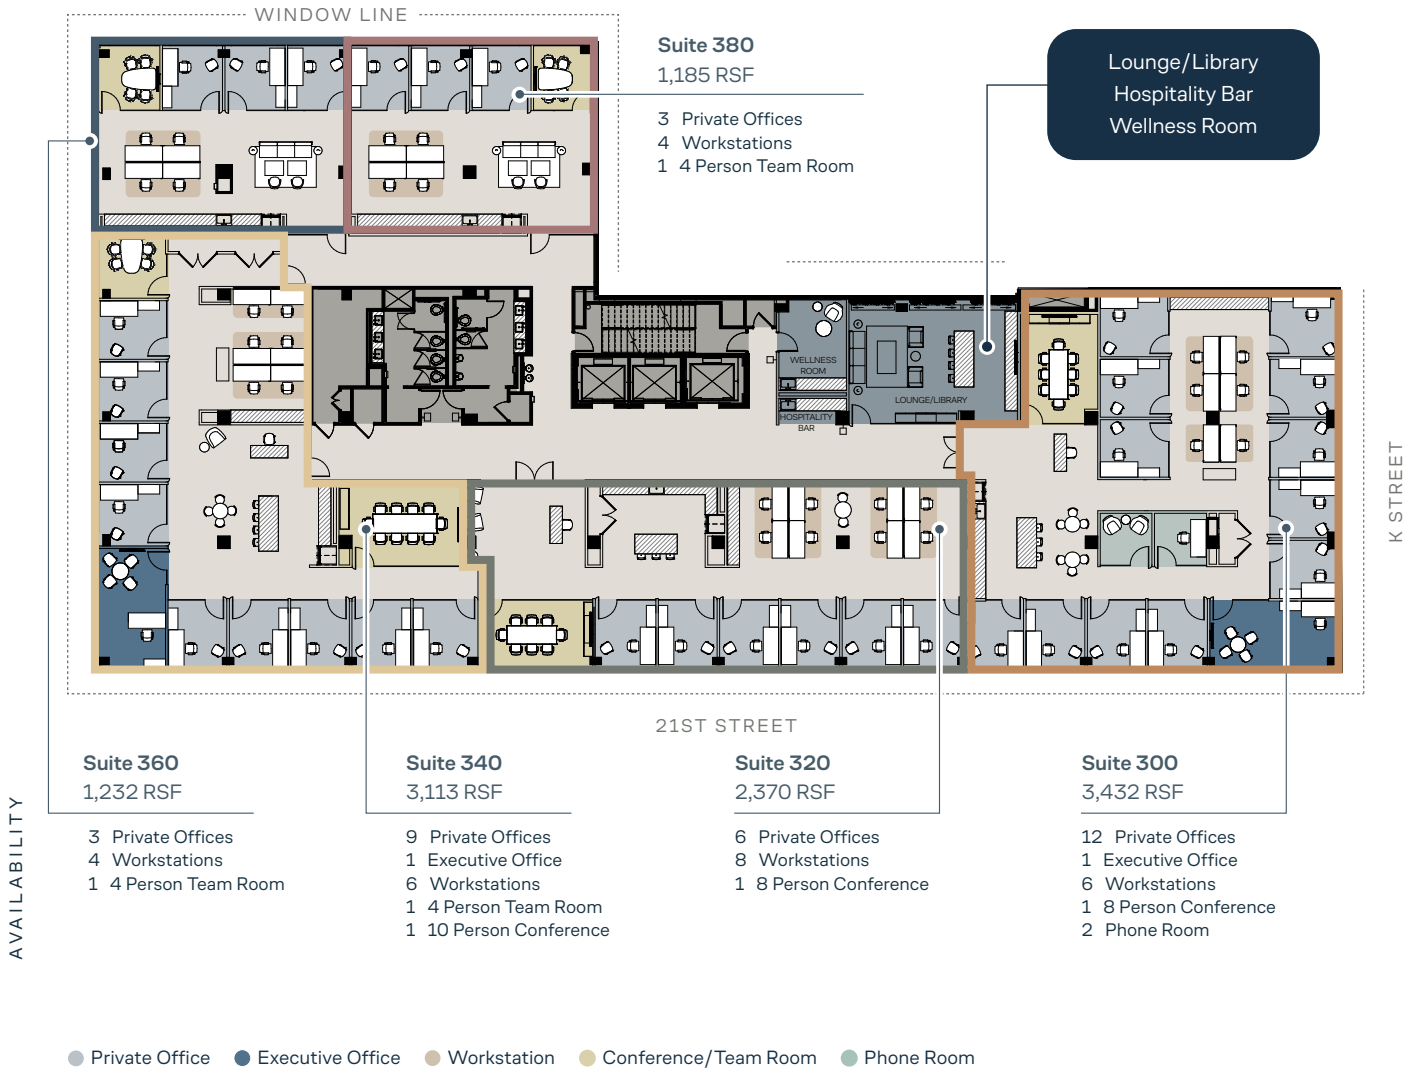 WINDOW LINE
Suite 380
1,185 RSF
3 Private Offices
4 Workstations
1 4 Person Team Room
Lounge/Library
Hospitality Bar
Wellness Room
WELLNESS
ROOM
LOUNGE/LIBRARY
HOSPITALITY
BAR
K STREET
21ST STREET
AVAILABILITY
Suite 360
1,232 RSF
3 Private Offices
4 Workstations
1 4 Person Team Room
Suite 340
3,113 RSF
9 Private Offices
1 Executive Office
6 Workstations
1 4 Person Team Room
1 10 Person Conference
Suite 320
2,370 RSF
6 Private Offices
8 Workstations
1 8 Person Conference
Suite 300
3,432 RSF
12 Private Offices
1 Executive Office
6 Workstations
1 8 Person Conference
2 Phone Room
Private Office
Executive Office
Workstation
Conference/Team Room
Phone Room